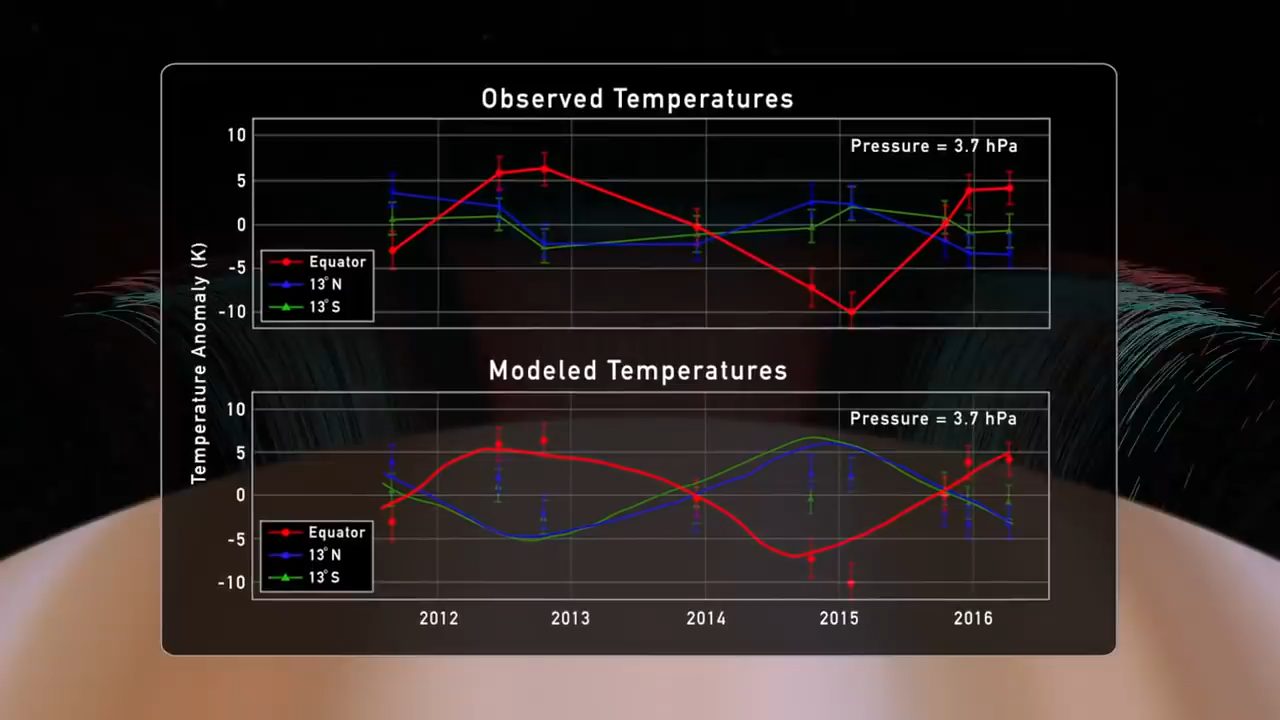 Observed Temperatures
Pressure = 3.7 hPa
10
5
0
-5
-10
Equator
13°N
13°S
Temperature Anomaly (K)
Modeled Temperatures
Pressure = 3.7 hPa
10
5
0
-5
-10
Equator
13°N
13°S
2012 2013 2014 2015 2016